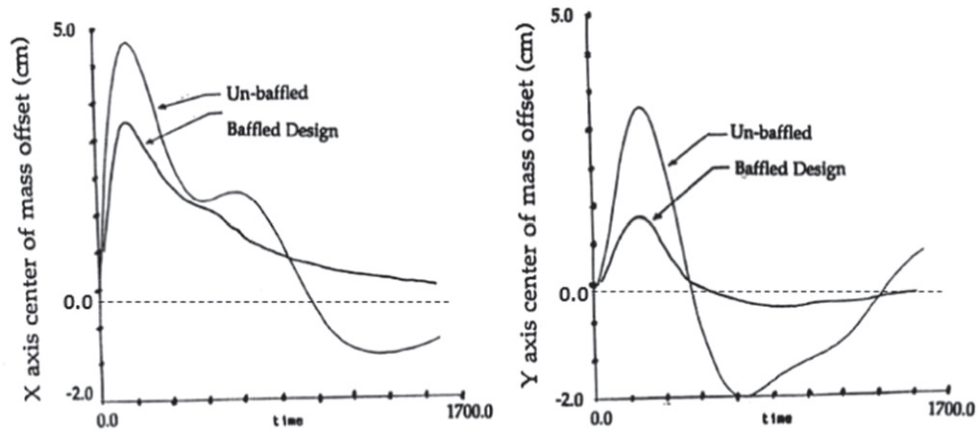 X axis center of mass offset (cm)
5.0
Un-baffled
Baffled Design
0.0
-2.0
0.0
time
1700.0
Y axis center of mass offset (cm)
5.0
Un-baffled
Baffled Design
0.0
-2.0
0.0
time
1700.0